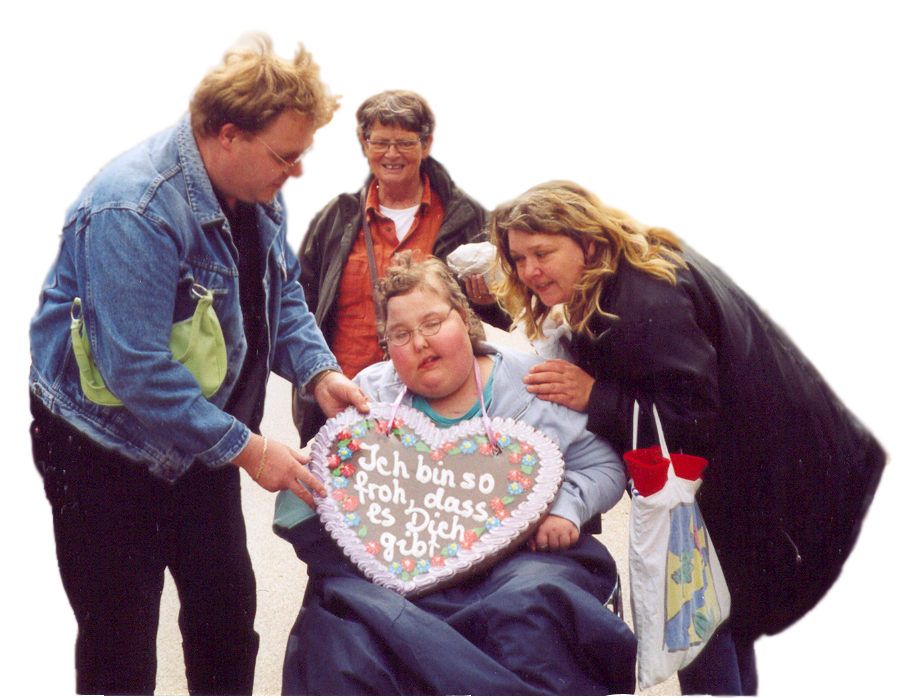 Ich bin so
froh, dass
es Dich
gibt